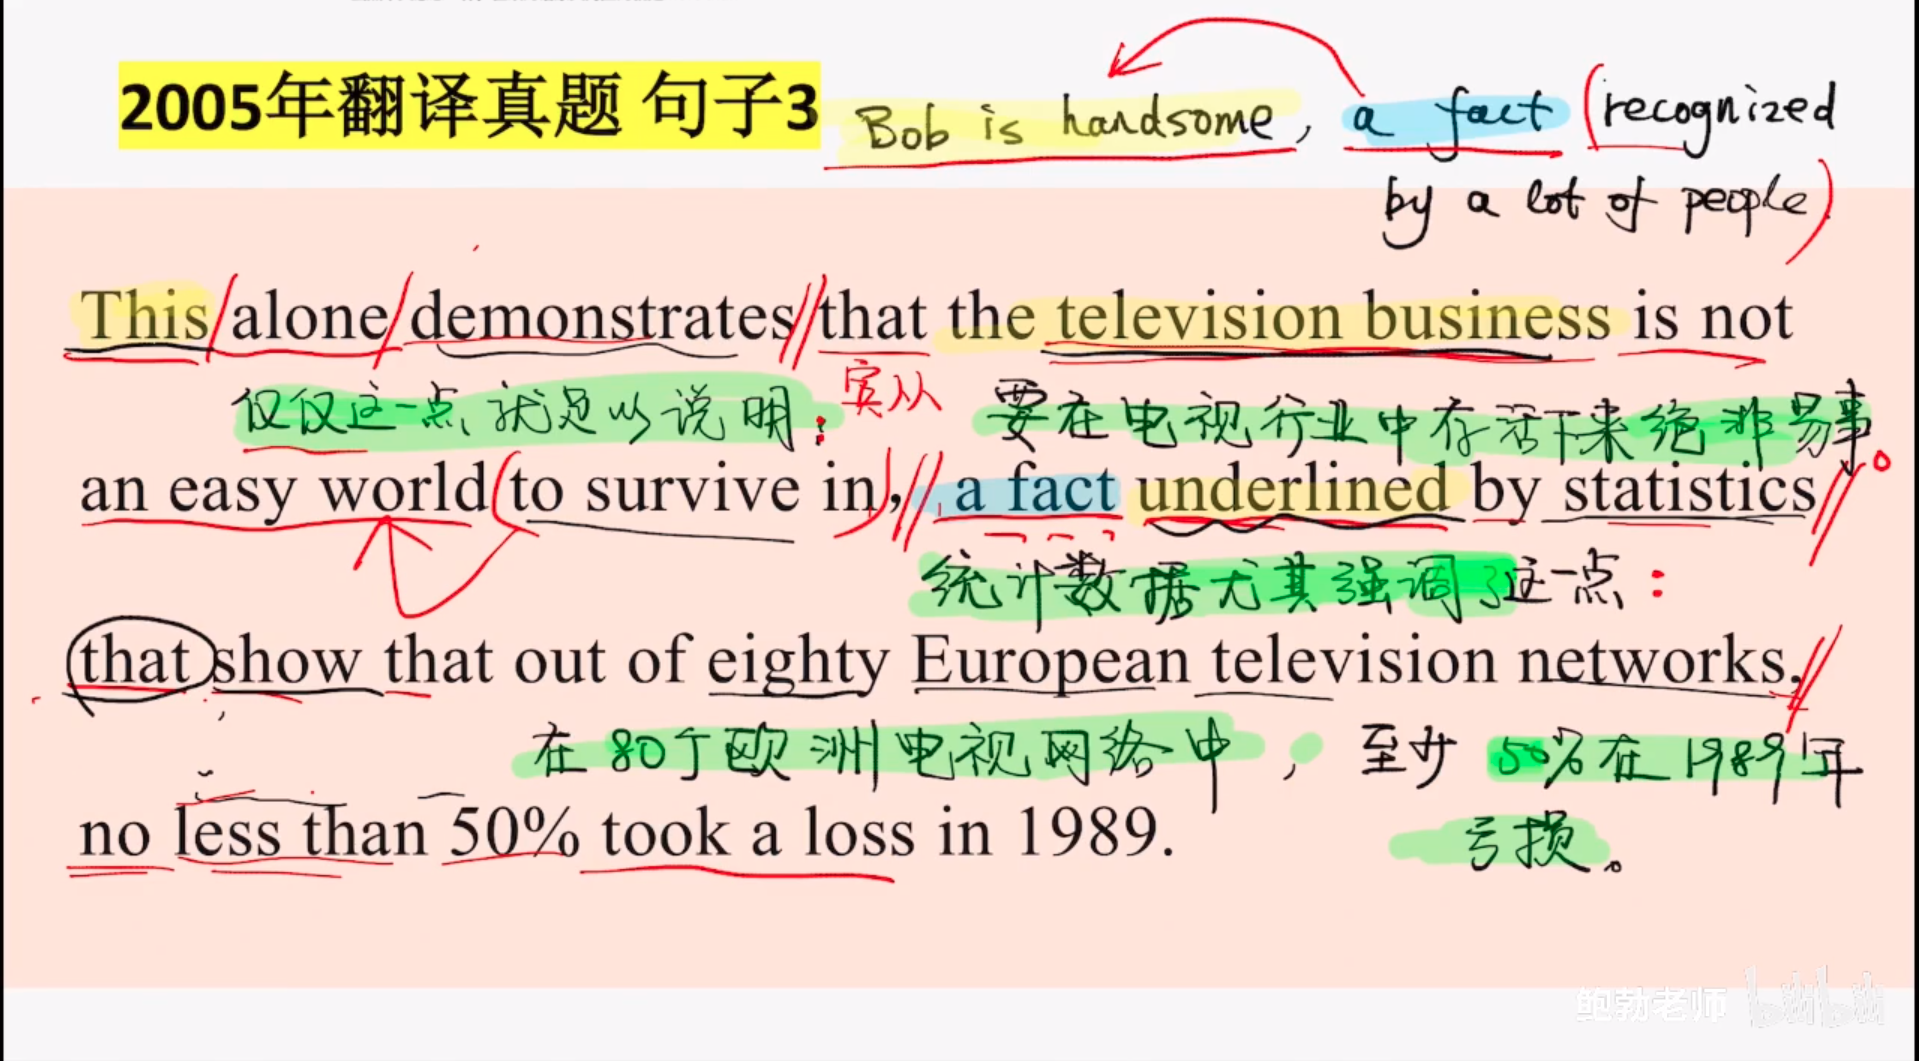 2005年翻译真题 句子3
Bob is handsome, a fact (recognized
by a lot of people)
This/alone/demonstrates//that the television business is not
仅仅这一点就足以说明: 宾从 要在电视行业中存活下来绝非易事。
an easy world(to survive in),//a fact underlined by statistics//
统计数据尤其强调了这一点:
that show that out of eighty European television networks,//
在80个欧洲电视网络中, 至少50%在1989年
no less than 50% took a loss in 1989.
亏损。
鲍勃老师 bilibili